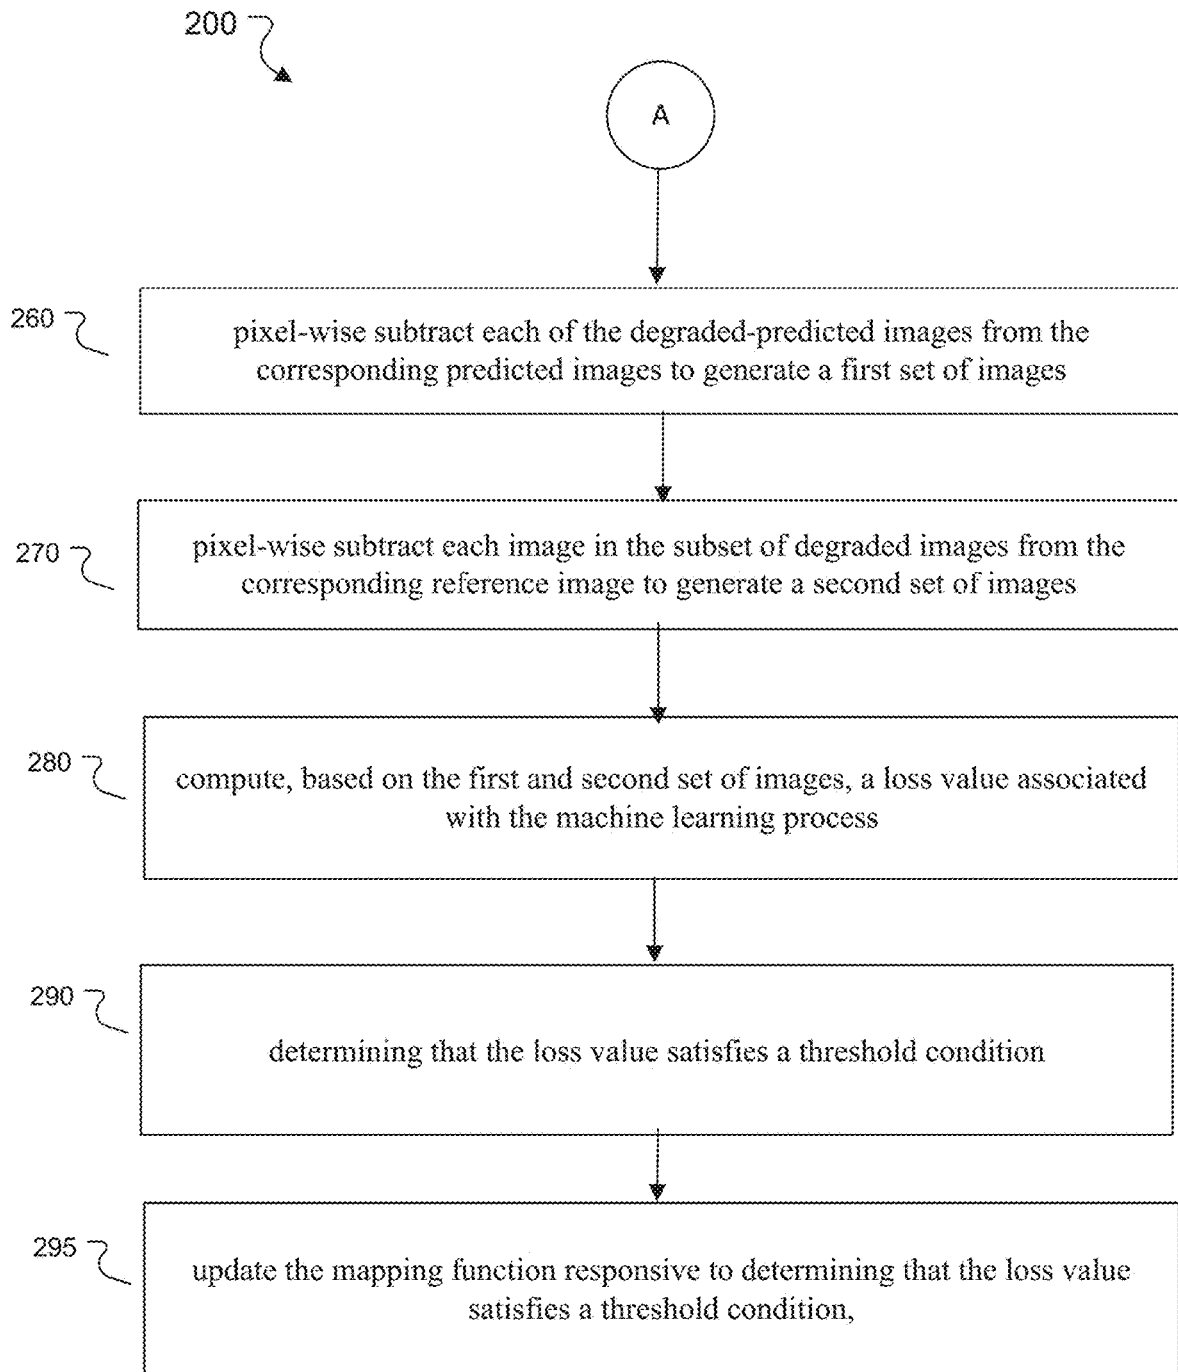 200
A
260
pixel-wise subtract each of the degraded-predicted images from the
corresponding predicted images to generate a first set of images
270
pixel-wise subtract each image in the subset of degraded images from the
corresponding reference image to generate a second set of images
280
compute, based on the first and second set of images, a loss value associated
with the machine learning process
290
determining that the loss value satisfies a threshold condition
295
update the mapping function responsive to determining that the loss value
satisfies a threshold condition,